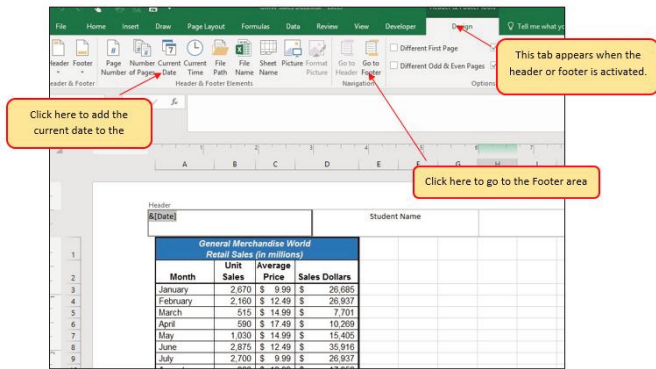 File Home Insert Draw Page Layout Formulas Data Review View Developer Design Tell me what yo
Header Footer Page Number Current Current File File Sheet Picture Format Go to Go to
Number of Pages Date Time Path Name Name Picture Header Footer
Different First Page
Different Odd & Even Pages
Header & Footer Elements Navigation Options
This tab appears when the
header or footer is activated.
Click here to add the
current date to the
fx
Click here to go to the Footer area
A B C D E F G H
Header
&[Date] Student Name
1 General Merchandise World
Retail Sales (in millions)
Unit Average
2 Month Sales Price Sales Dollars
3 January 2,670 $ 9.99 $ 26,685
4 February 2,160 $ 12.49 $ 26,937
5 March 515 $ 14.99 $ 7,701
6 April 590 $ 17.49 $ 10,269
7 May 1,030 $ 14.99 $ 15,405
8 June 2,875 $ 12.49 $ 35,916
9 July 2,700 $ 9.99 $ 26,937